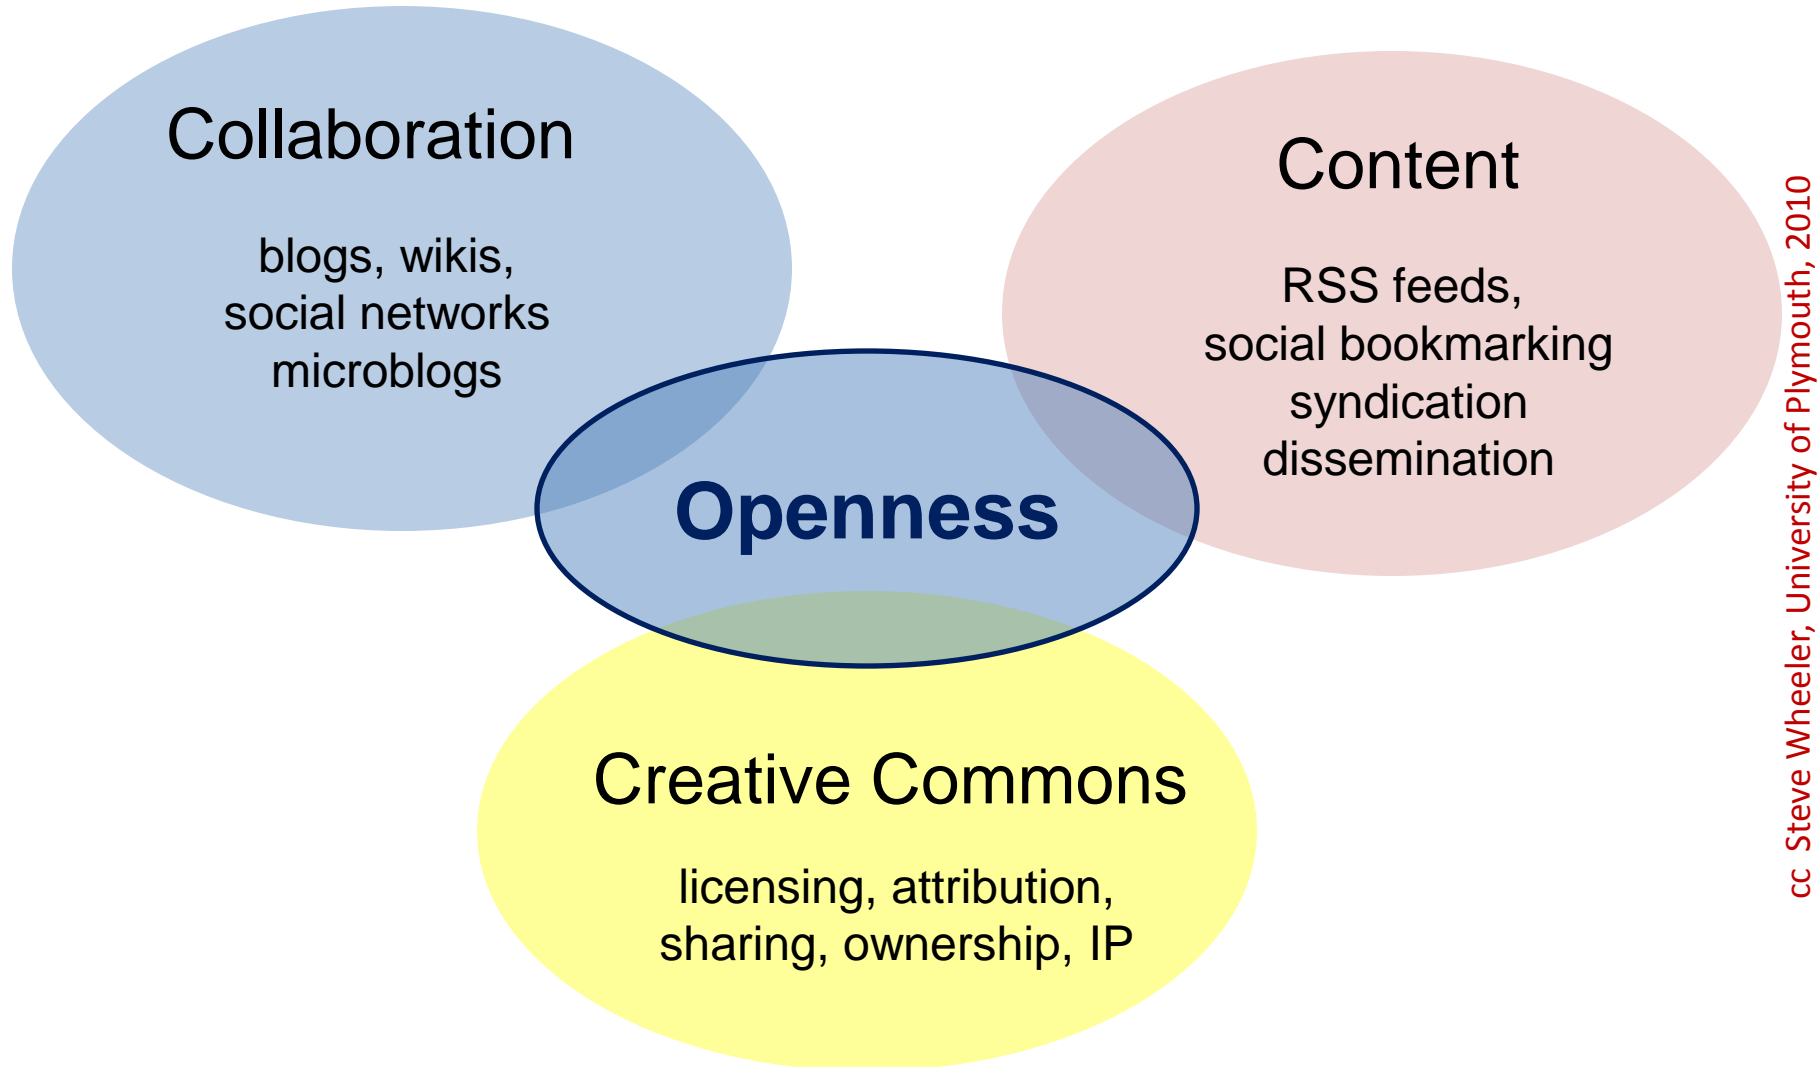 Collaboration
blogs, wikis,
social networks
microblogs
Content
RSS feeds,
social bookmarking
syndication
dissemination
Openness
Creative Commons
licensing, attribution,
sharing, ownership, IP
cc Steve Wheeler, University of Plymouth, 2010